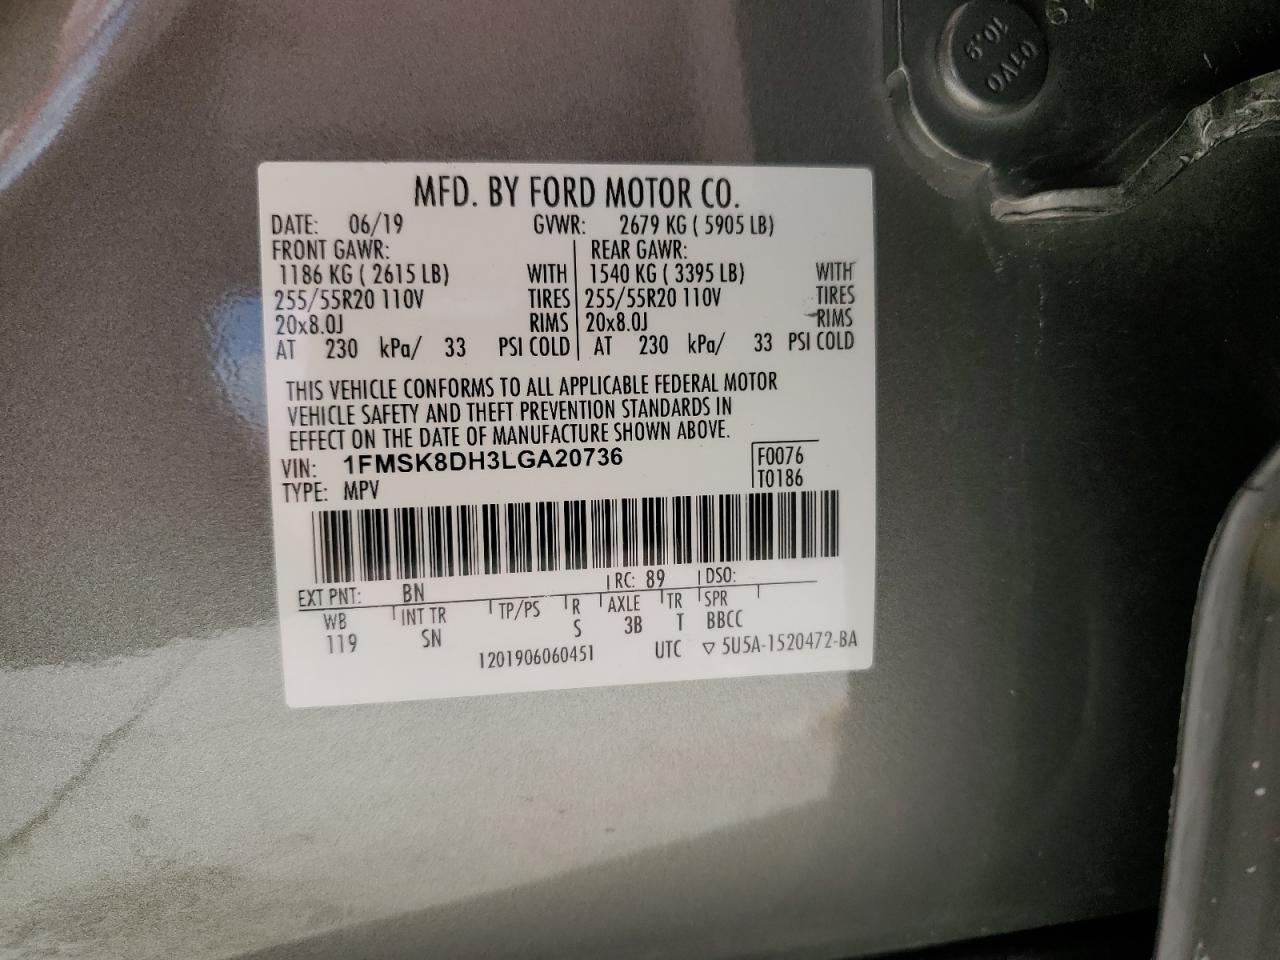 10.9
01V0
MFD. BY FORD MOTOR CO.
DATE: 06/19 GVWR: 2679 KG ( 5905 LB)
FRONT GAWR: REAR GAWR:
1186 KG ( 2615 LB) WITH 1540 KG ( 3395 LB) WITH
255/55R20 110V TIRES 255/55R20 110V TIRES
20x8.0J RIMS 20x8.0J RIMS
AT 230 kPa/ 33 PSI COLD AT 230 kPa/ 33 PSI COLD
THIS VEHICLE CONFORMS TO ALL APPLICABLE FEDERAL MOTOR
VEHICLE SAFETY AND THEFT PREVENTION STANDARDS IN
EFFECT ON THE DATE OF MANUFACTURE SHOWN ABOVE.
VIN: 1FMSK8DH3LGA20736 F0076
TYPE: MPV T0186
EXT PNT: BN RC: 89 DSO:
WB INT TR TP/PS R AXLE TR SPR
119 SN S 3B T BBCC
1201906060451 UTC ▽ 5U5A-1520472-BA